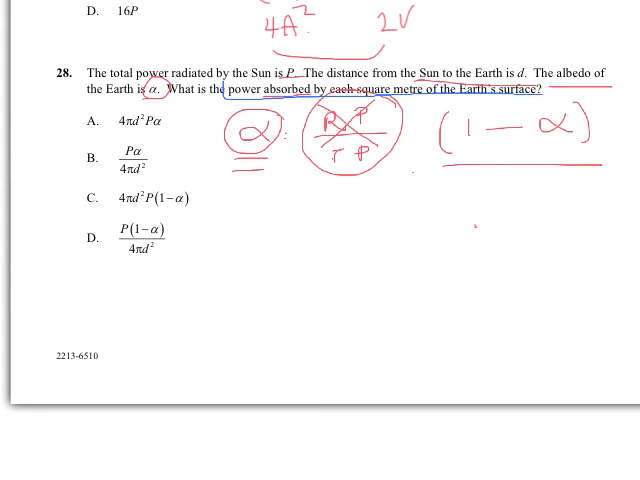 D. 16P
4A². 2V
28. The total power radiated by the Sun is P. The distance from the Sun to the Earth is d. The albedo of
the Earth is α. What is the power absorbed by each square metre of the Earth's surface?
A. 4πd²Pα
α : RP/TP (1 — α)
B. Pα/4πd²
C. 4πd²P(1−α)
D. P(1−α)/4πd²
2213-6510